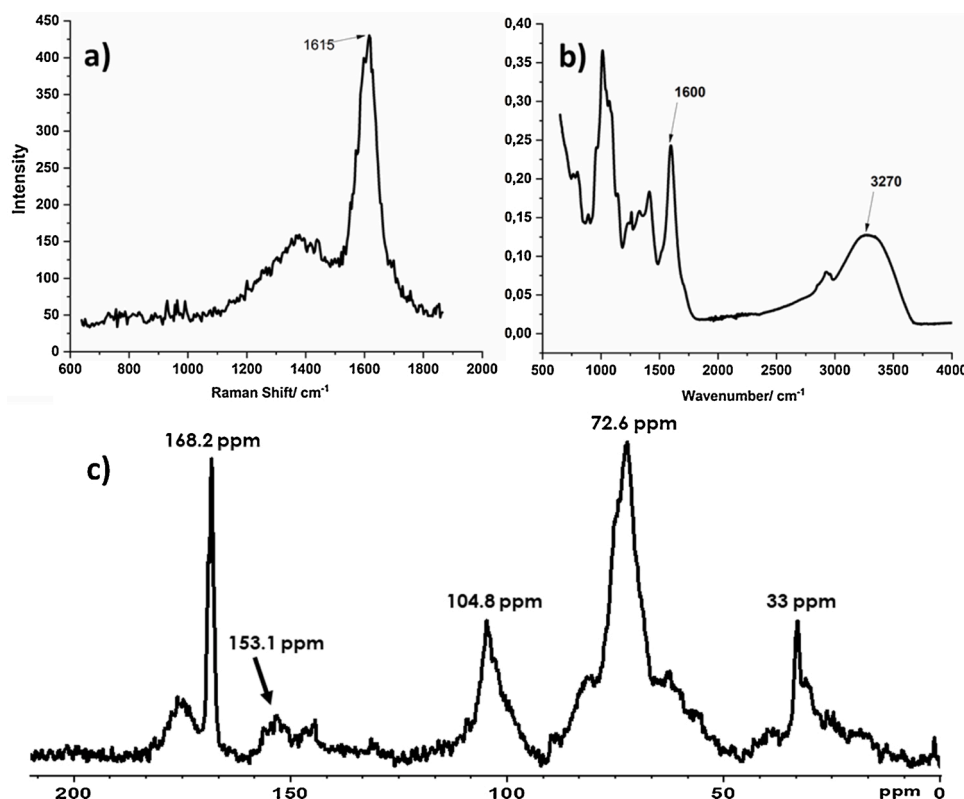 a)
1615
450
400
350
300
250
200
150
100
50
0
Intensity
600 800 1000 1200 1400 1600 1800 2000
Raman Shift/ cm-1
b)
1600
3270
0,40
0,35
0,30
0,25
0,20
0,15
0,10
0,05
0,00
500 1000 1500 2000 2500 3000 3500 4000
Wavenumber/ cm-1
c)
168.2 ppm
153.1 ppm
104.8 ppm
72.6 ppm
33 ppm
200 150 100 50 ppm 0